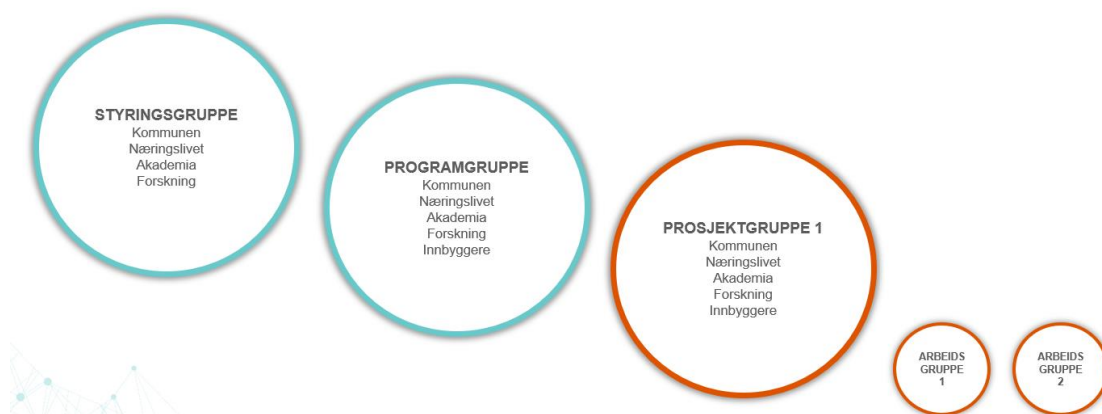 STYRINGSGRUPPE
Kommunen
Næringslivet
Akademia
Forskning
PROGRAMGRUPPE
Kommunen
Næringslivet
Akademia
Forskning
Innbyggere
PROSJEKTGRUPPE 1
Kommunen
Næringslivet
Akademia
Forskning
Innbyggere
ARBEIDS
GRUPPE
1
ARBEIDS
GRUPPE
2